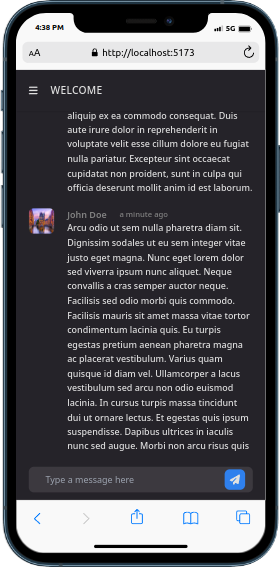 4:38 PM
5G
AA
http://localhost:5173
WELCOME
aliquip ex ea commodo consequat. Duis
aute irure dolor in reprehenderit in
voluptate velit esse cillum dolore eu fugiat
nulla pariatur. Excepteur sint occaecat
cupidatat non proident, sunt in culpa qui
officia deserunt mollit anim id est laborum.
John Doe a minute ago
Arcu odio ut sem nulla pharetra diam sit.
Dignissim sodales ut eu sem integer vitae
justo eget magna. Nunc eget lorem dolor
sed viverra ipsum nunc aliquet. Neque
convallis a cras semper auctor neque.
Facilisis sed odio morbi quis commodo.
Facilisis mauris sit amet massa vitae tortor
condimentum lacinia quis. Eu turpis
egestas pretium aenean pharetra magna
ac placerat vestibulum. Varius quam
quisque id diam vel. Ullamcorper a lacus
vestibulum sed arcu non odio euismod
lacinia. In cursus turpis massa tincidunt
dui ut ornare lectus. Et egestas quis ipsum
suspendisse. Dapibus ultrices in iaculis
nunc sed augue. Morbi non arcu risus quis
Type a message here